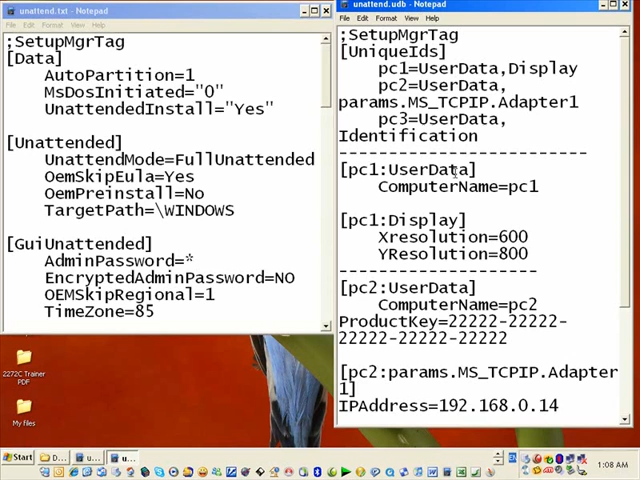 unattend.txt - Notepad
File Edit Format View Help
;SetupMgrTag
[Data]
AutoPartition=1
MsDosInitiated="0"
UnattendedInstall="Yes"
[Unattended]
UnattendMode=FullUnattended
OemSkipEula=Yes
OemPreinstall=No
TargetPath=\WINDOWS
[GuiUnattended]
AdminPassword=*
EncryptedAdminPassword=NO
OEMSkipRegional=1
TimeZone=85
unattend.udb - Notepad
File Edit Format View Help
;SetupMgrTag
[UniqueIds]
pc1=UserData,Display
pc2=UserData,
params.MS_TCPIP.Adapter1
pc3=UserData,
Identification
--------------------------
[pc1:UserData]
ComputerName=pc1
[pc1:Display]
Xresolution=600
YResolution=800
---------------------
[pc2:UserData]
ComputerName=pc2
ProductKey=22222-22222-
22222-22222-22222
[pc2:params.MS_TCPIP.Adapter
1]
IPAddress=192.168.0.14
2272C Trainer
PDF
My files
Start
D...
u...
u...
EN
1:08 AM